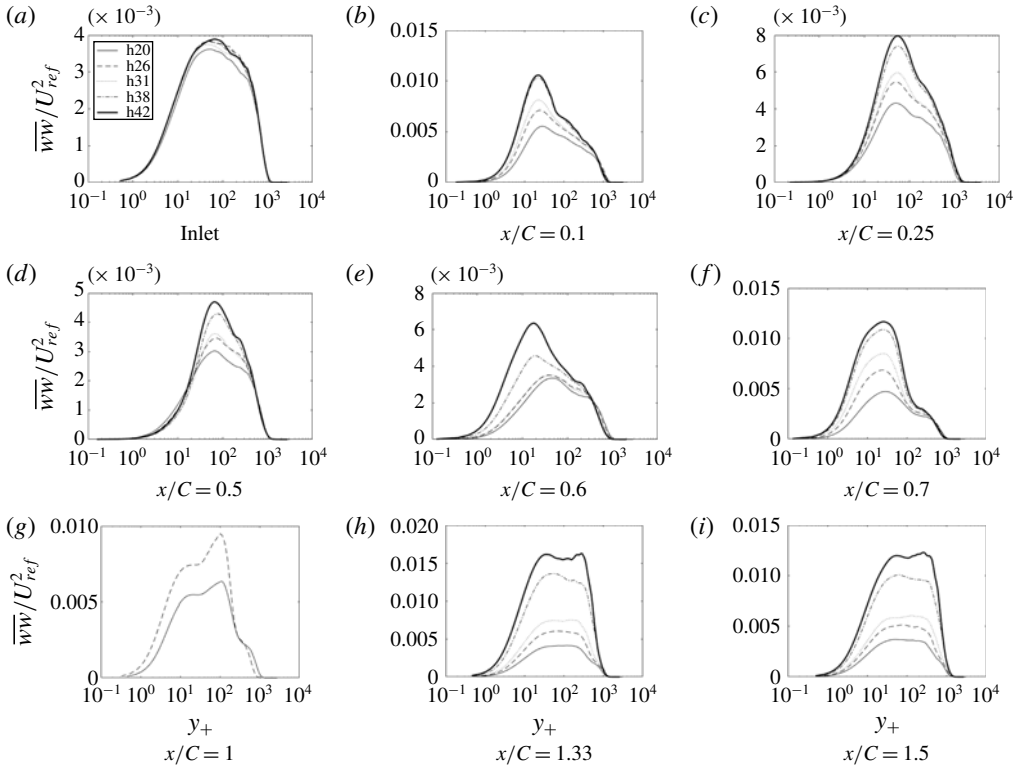 (a) (× 10⁻³)
4
3
2
1
0
h20
h26
h31
h38
h42
w̅w̅/U²ref
10⁻¹ 10⁰ 10¹ 10² 10³ 10⁴
Inlet
(b)
0.010
0.005
0
10⁻¹ 10⁰ 10¹ 10² 10³ 10⁴
x/C = 0.1
(c) (× 10⁻³)
8
6
4
2
0
10⁻¹ 10⁰ 10¹ 10² 10³ 10⁴
x/C = 0.25
(d) (× 10⁻³)
5
4
3
2
1
0
w̅w̅/U²ref
10⁻¹ 10⁰ 10¹ 10² 10³ 10⁴
x/C = 0.5
(e) (× 10⁻³)
8
6
4
2
0
10⁻¹ 10⁰ 10¹ 10² 10³ 10⁴
x/C = 0.6
(f)
0.015
0.010
0.005
0
10⁻¹ 10⁰ 10¹ 10² 10³ 10⁴
x/C = 0.7
(g)
0.010
0.005
0
w̅w̅/U²ref
10⁻¹ 10⁰ 10¹ 10² 10³ 10⁴
y+
x/C = 1
(h)
0.020
0.015
0.010
0.005
0
10⁻¹ 10⁰ 10¹ 10² 10³ 10⁴
y+
x/C = 1.33
(i)
0.015
0.010
0.005
0
10⁻¹ 10⁰ 10¹ 10² 10³ 10⁴
y+
x/C = 1.5